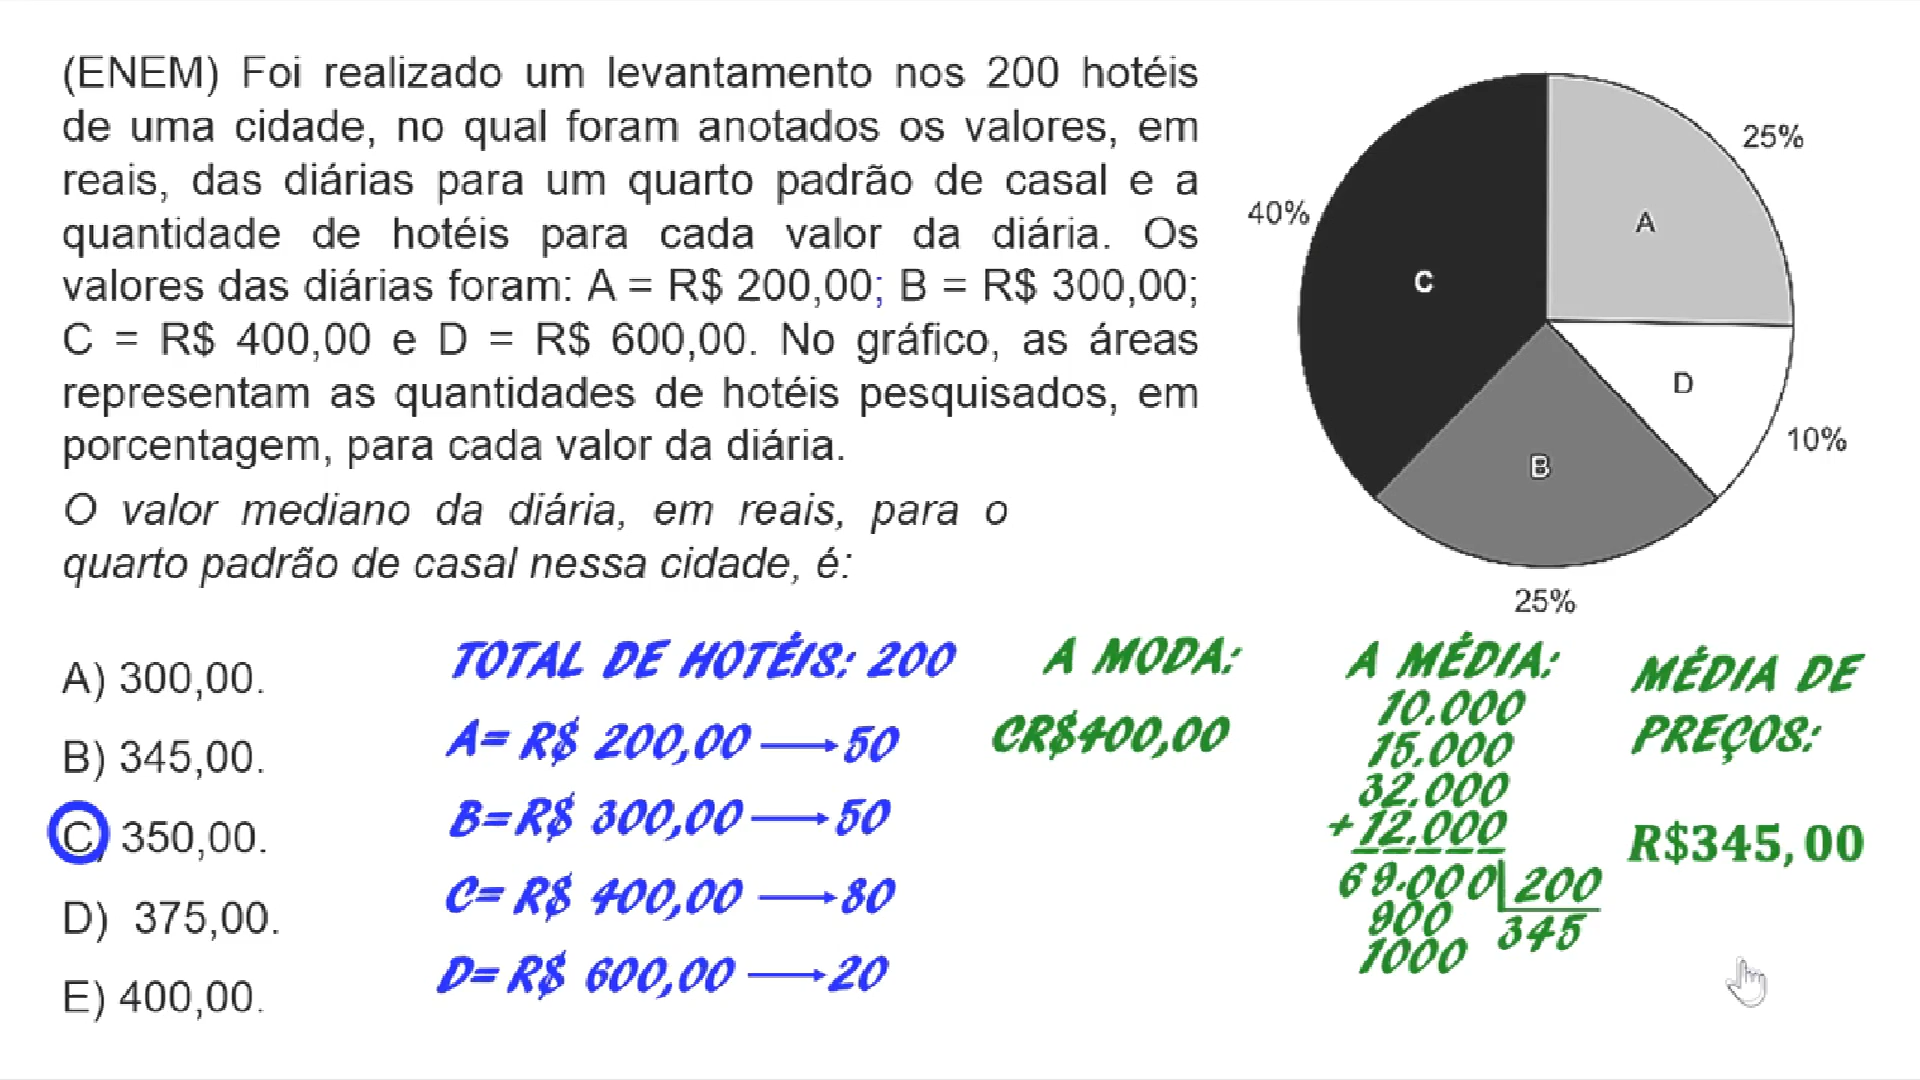 (ENEM) Foi realizado um levantamento nos 200 hotéis
de uma cidade, no qual foram anotados os valores, em
reais, das diárias para um quarto padrão de casal e a
quantidade de hotéis para cada valor da diária. Os
valores das diárias foram: A = R$ 200,00; B = R$ 300,00;
C = R$ 400,00 e D = R$ 600,00. No gráfico, as áreas
representam as quantidades de hotéis pesquisados, em
porcentagem, para cada valor da diária.
O valor mediano da diária, em reais, para o
quarto padrão de casal nessa cidade, é:
25%
40%
A
C
D
10%
B
25%
A) 300,00.
B) 345,00.
C) 350,00.
D) 375,00.
E) 400,00.
TOTAL DE HOTÉIS: 200
A= R$ 200,00 → 50
B= R$ 300,00 → 50
C= R$ 400,00 → 80
D= R$ 600,00 → 20
A MODA:
CR$400,00
A MÉDIA:
10.000
15.000
32.000
+ 12.000
69.000 200
900 345
1000
MÉDIA DE
PREÇOS:
R$345,00